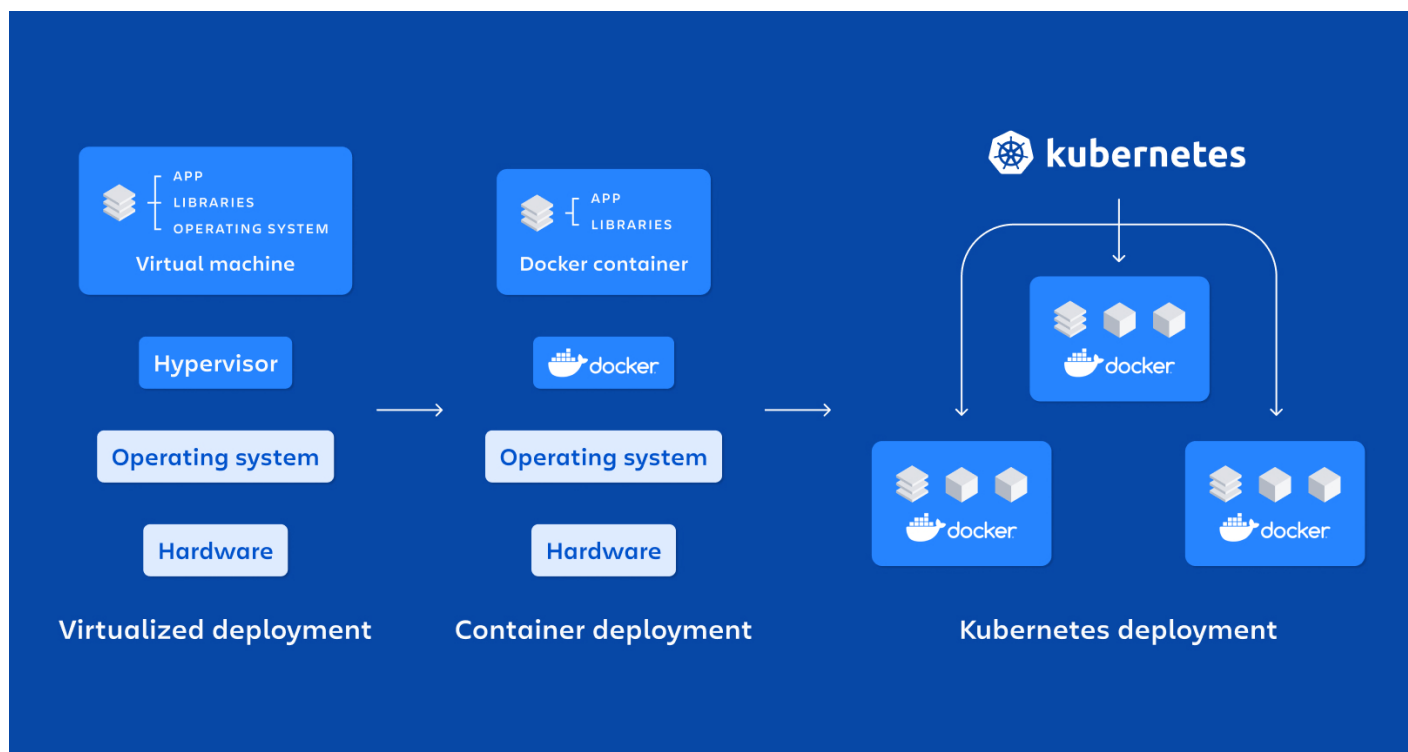 APP
LIBRARIES
OPERATING SYSTEM
Virtual machine
Hypervisor
Operating system
Hardware
Virtualized deployment
APP
LIBRARIES
Docker container
docker
Operating system
Hardware
Container deployment
kubernetes
docker
docker
docker
Kubernetes deployment